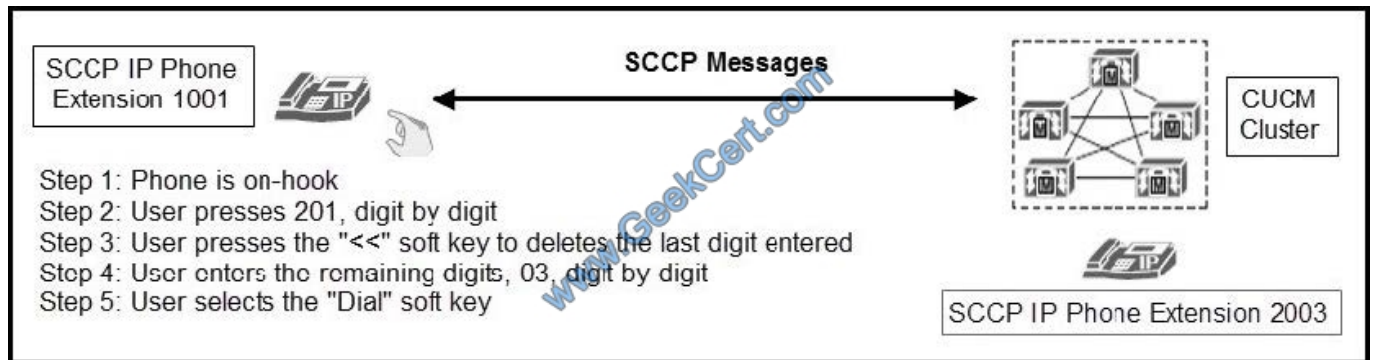 SCCP IP Phone
Extension 1001
IP
SCCP Messages
CUCM
Cluster
M
M
M
M
M
Step 1: Phone is on-hook
Step 2: User presses 201, digit by digit
Step 3: User presses the "<<" soft key to deletes the last digit entered
Step 4: User enters the remaining digits, 03, digit by digit
Step 5: User selects the "Dial" soft key
IP
SCCP IP Phone Extension 2003
www.GeekCert.com